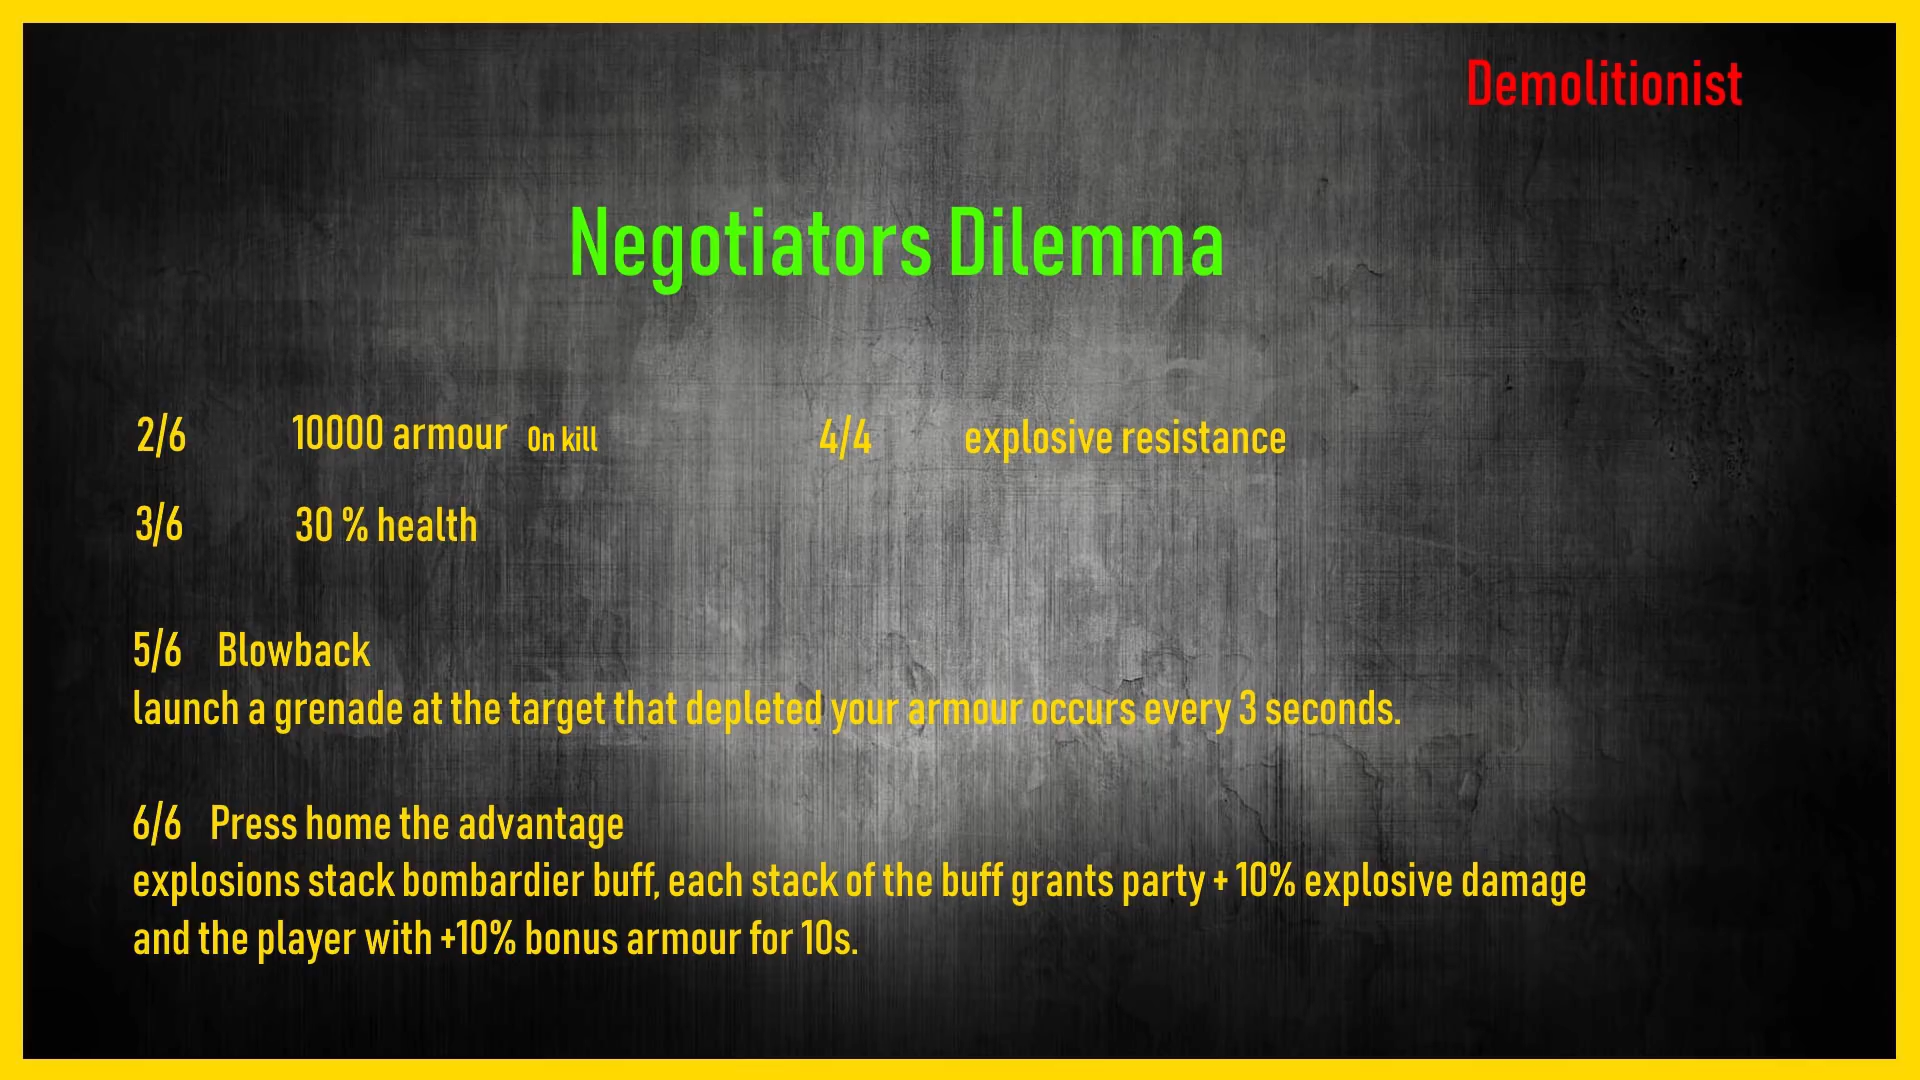 Demolitionist
Negotiators Dilemma
2/6 10000 armour On kill 4/4 explosive resistance
3/6 30 % health
5/6 Blowback
launch a grenade at the target that depleted your armour occurs every 3 seconds.
6/6 Press home the advantage
explosions stack bombardier buff, each stack of the buff grants party + 10% explosive damage
and the player with +10% bonus armour for 10s.